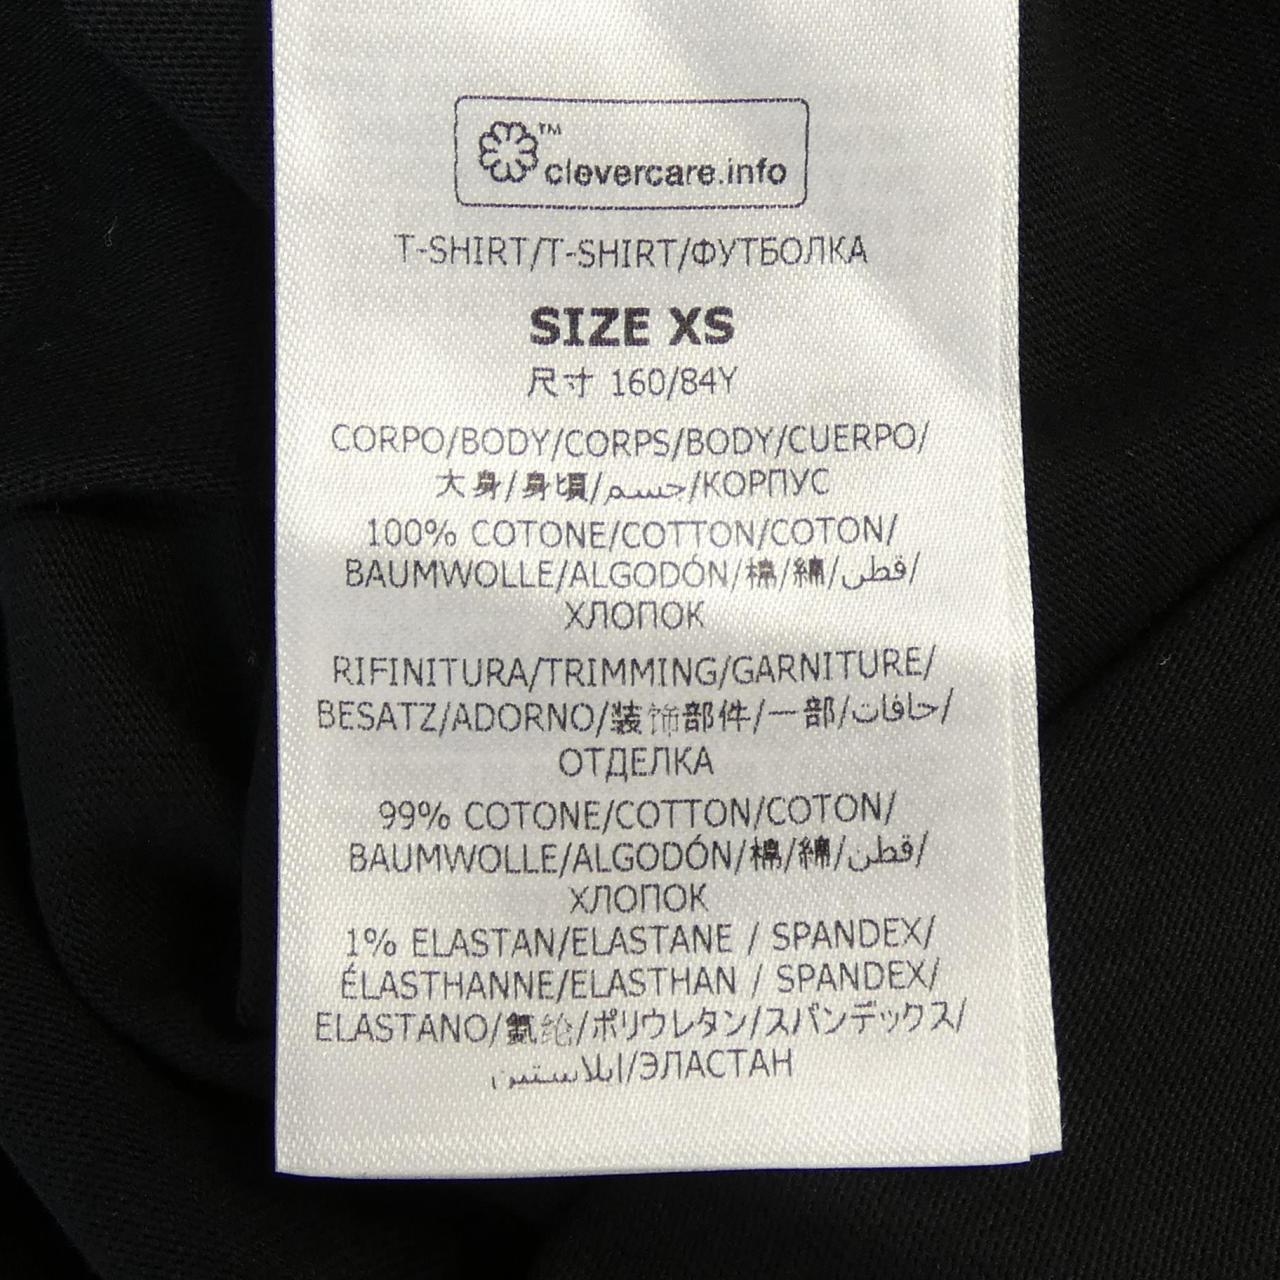 ™
clevercare.info
T-SHIRT/T-SHIRT/ФУТБОЛКА
SIZE XS
尺寸 160/84Y
CORPO/BODY/CORPS/BODY/CUERPO/
大身/身頃/جسم/КОРПУС
100% COTONE/COTTON/COTON/
BAUMWOLLE/ALGODÓN/棉/綿/قطن/
ХЛОПОК
RIFINITURA/TRIMMING/GARNITURE/
BESATZ/ADORNO/装饰部件/一部/حافات/
ОТДЕЛКА
99% COTONE/COTTON/COTON/
BAUMWOLLE/ALGODÓN/棉/綿/قطن/
ХЛОПОК
1% ELASTAN/ELASTANE / SPANDEX/
ÉLASTHANNE/ELASTHAN / SPANDEX/
ELASTANO/氨纶/ポリウレタン/スパンデックス/
ايلاستين/ЭЛАСТАН